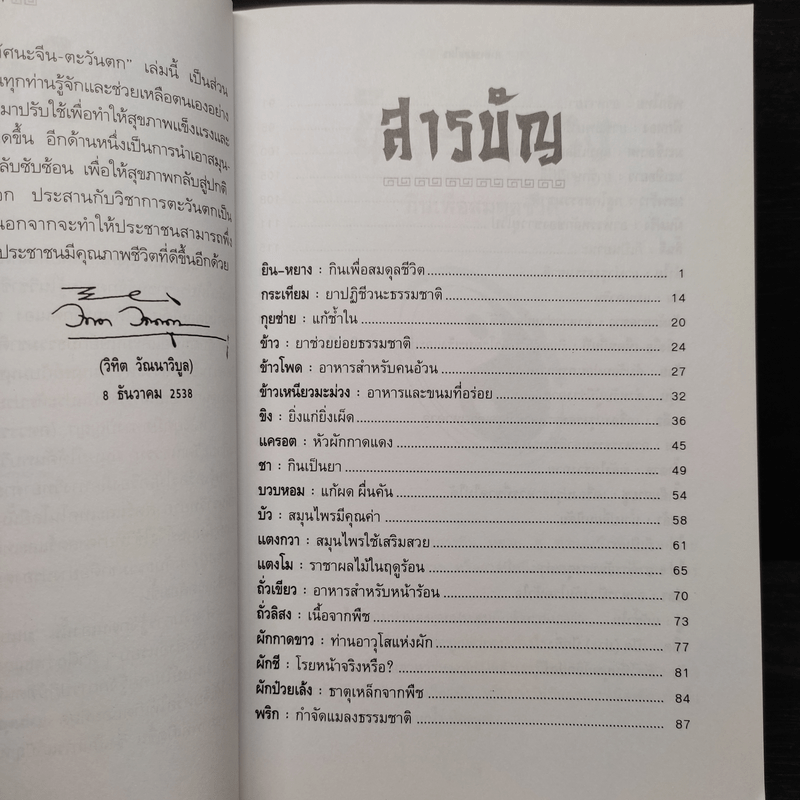 ัศนะจีน-ตะวันตก" เล่มนี้ เป็นส่วน
นทุกท่านรู้จักและช่วยเหลือตนเองอย่าง
มาปรับใช้เพื่อทำให้สุขภาพแข็งแรงและ
ดขึ้น อีกด้านหนึ่งเป็นการนำเอาสมุน-
ลับซับซ้อน เพื่อให้สุขภาพกลับสู่ปกติ
อก ประสานกับวิชาการตะวันตกเป็น
นอกจากจะทำให้ประชาชนสามารถพึ่ง
ประชาชนมีคุณภาพชีวิตที่ดีขึ้นอีกด้วย
(วิทิต วัณนาวิบูล)
8 ธันวาคม 2538
สารบัญ
ยิน-หยาง : กินเพื่อสมดุลชีวิต 1
กระเทียม : ยาปฏิชีวนะธรรมชาติ 14
กุยช่าย : แก้ช้ำใน 20
ข้าว : ยาช่วยย่อยธรรมชาติ 24
ข้าวโพด : อาหารสำหรับคนอ้วน 27
ข้าวเหนียวมะม่วง : อาหารและขนมที่อร่อย 32
ขิง : ยิ่งแก่ยิ่งเผ็ด 36
แครอต : หัวผักกาดแดง 45
ชา : กินเป็นยา 49
บวบหอม : แก้ผด ผื่นคัน 54
บัว : สมุนไพรมีคุณค่า 58
แตงกวา : สมุนไพรใช้เสริมสวย 61
แตงโม : ราชาผลไม้ในฤดูร้อน 65
ถั่วเขียว : อาหารสำหรับหน้าร้อน 70
ถั่วลิสง : เนื้อจากพืช 73
ผักกาดขาว : ท่านอาวุโสแห่งผัก 77
ผักชี : โรยหน้าจริงหรือ? 81
ผักป๋วยเล้ง : ธาตุเหล็กจากพืช 84
พริก : กำจัดแมลงธรรมชาติ 87